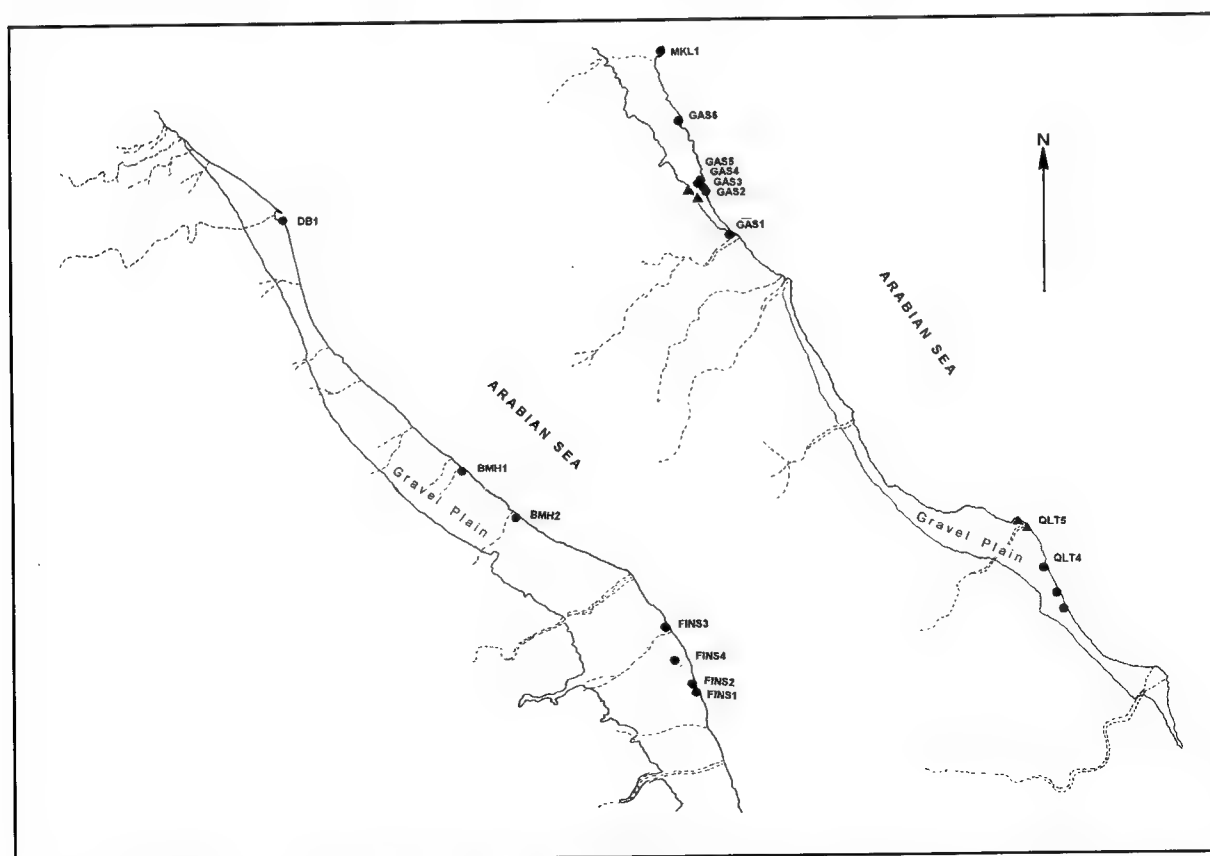 MKL1
GAS6
GAS5
GAS4
GAS3
GAS2
GAS1
N
DB1
ARABIAN SEA
ARABIAN SEA
BMH1
BMH2
Gravel Plain
Gravel Plain
QLT5
QLT4
FINS3
FINS4
FINS2
FINS1